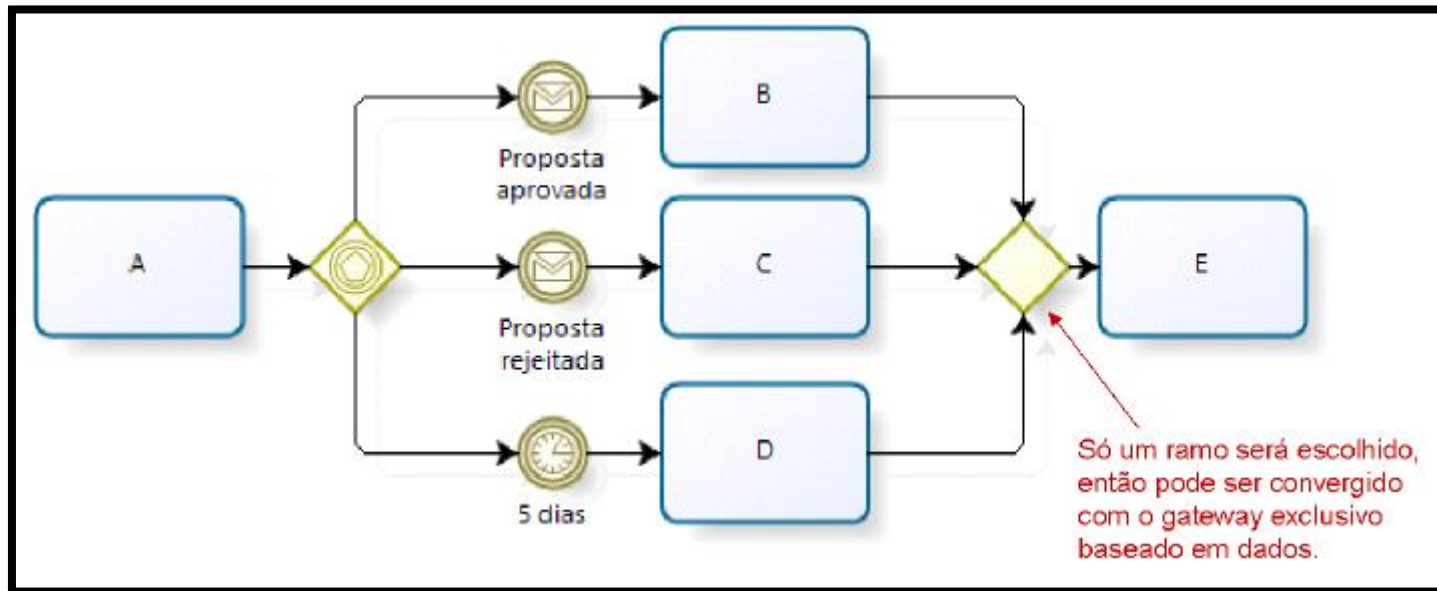 A
Proposta
aprovada
B
Proposta
rejeitada
C
5 dias
D
E
Só um ramo será escolhido,
então pode ser convergido
com o gateway exclusivo
baseado em dados.